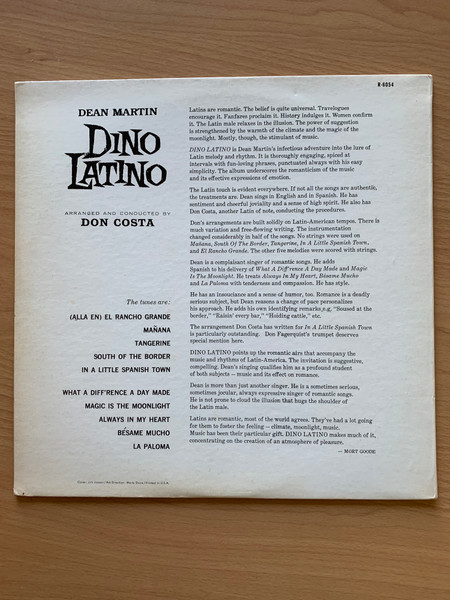 R-6054
DEAN MARTIN
DINO
LATINO
ARRANGED AND CONDUCTED BY
DON COSTA
The tunes are:
(ALLA EN) EL RANCHO GRANDE
MAÑANA
TANGERINE
SOUTH OF THE BORDER
IN A LITTLE SPANISH TOWN
WHAT A DIFF'RENCE A DAY MADE
MAGIC IS THE MOONLIGHT
ALWAYS IN MY HEART
BÉSAME MUCHO
LA PALOMA
Latins are romantic. The belief is quite universal. Travelogues
encourage it. Fanfares proclaim it. History indulges it. Women confirm
it. The Latin male relaxes in the illusion. The power of suggestion
is strengthened by the warmth of the climate and the magic of the
moonlight. Mostly, though, the stimulant of music.
DINO LATINO is Dean Martin's infectious adventure into the lure of
Latin melody and rhythm. It is thoroughly engaging, spiced at
intervals with fun-loving phrases, punctuated always with his easy
simplicity. The album underscores the romanticism of the music
and its effective expressions of emotion.
The Latin touch is evident everywhere. If not all the songs are authentic,
the treatments are. Dean sings in English and in Spanish. He has
sentiment and cheerful joviality and a sense of high spirit. He also has
Don Costa, another Latin of note, conducting the procedures.
Don's arrangements are built solidly on Latin-American tempos. There is
much variation and free-flowing writing. The instrumentation
changed considerably in half of the songs. No strings were used on
Mañana, South Of The Border, Tangerine, In A Little Spanish Town,
and El Rancho Grande. The other five melodies were scored with strings.
Dean is a complaisant singer of romantic songs. He adds
Spanish to his delivery of What A Diff'rence A Day Made and Magic
Is The Moonlight. He treats Always In My Heart, Bésame Mucho
and La Paloma with tenderness and compassion. He has style.
He has an insouciance and a sense of humor, too. Romance is a deadly
serious subject, but Dean reasons a change of pace personalizes
his approach. He adds his own identifying remarks, e.g., "Soused at the
border," "Raisin' every bar," "Hoiding cattle," etc.
The arrangement Don Costa has written for In A Little Spanish Town
is particularly outstanding. Don Fagerquist's trumpet deserves
special mention here.
DINO LATINO points up the romantic airs that accompany the
music and rhythms of Latin-America. The invitation is suggestive,
compelling. Dean's singing qualifies him as a profound student
of both subjects — music and its effect on romance.
Dean is more than just another singer. He is a sometimes serious,
sometimes jocular, always expressive singer of romantic songs.
He is not prone to cloud the illusion that hugs the shoulder of
the Latin male.
Latins are romantic, most of the world agrees. They've had a lot going
for them to foster the feeling – climate, moonlight, music.
Music has been their particular gift. DINO LATINO makes much of it,
concentrating on the creation of an atmosphere of pleasure.
— MORT GOODE